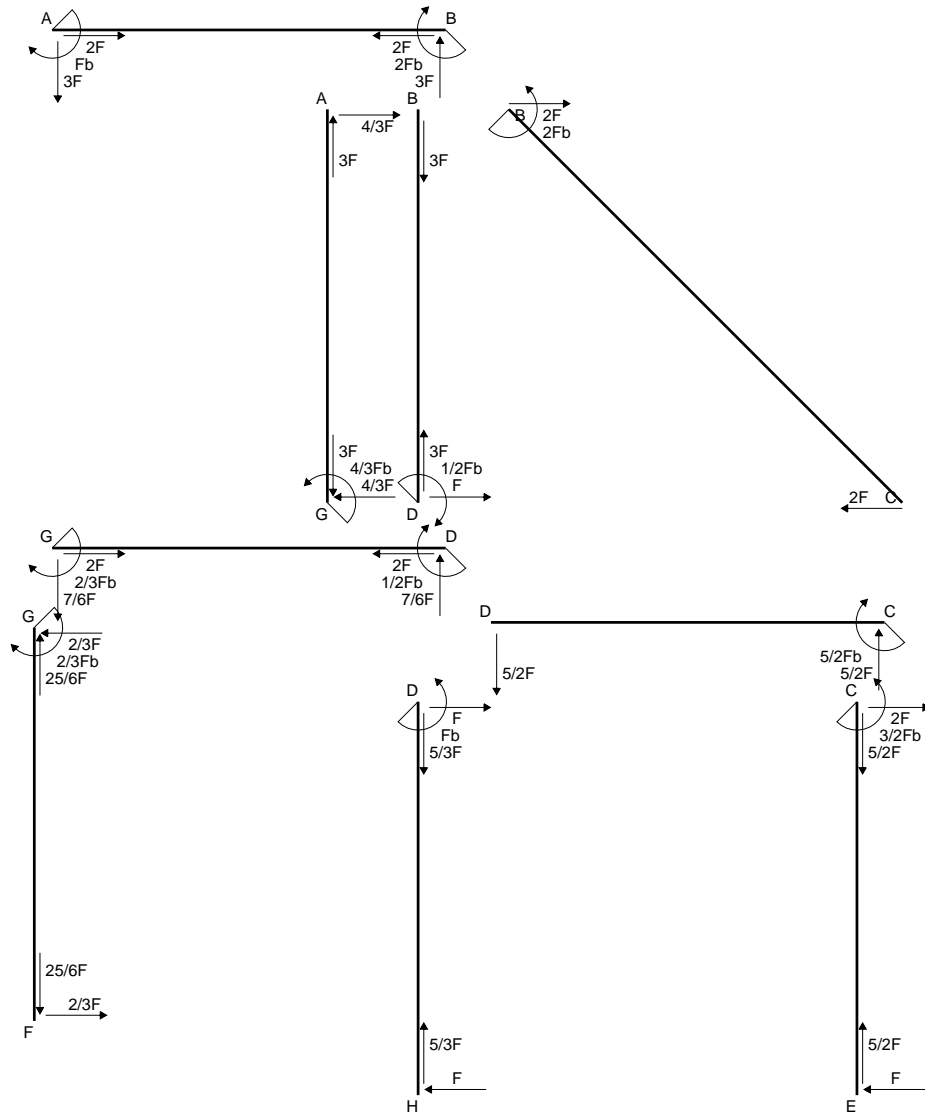 A B
2F 2F
Fb 2Fb
3F 3F
A B
4/3F
3F 3F
B 2F
2Fb
3F 3F
4/3Fb 1/2Fb
4/3F F
G D
2F C
G D
2F 2F
2/3Fb 1/2Fb
7/6F 7/6F
G
2/3F
2/3Fb
25/6F
D C
5/2F 5/2Fb
5/2F
D C
F 2F
Fb 3/2Fb
5/3F 5/2F
25/6F
2/3F
F
5/3F 5/2F
F F
H E